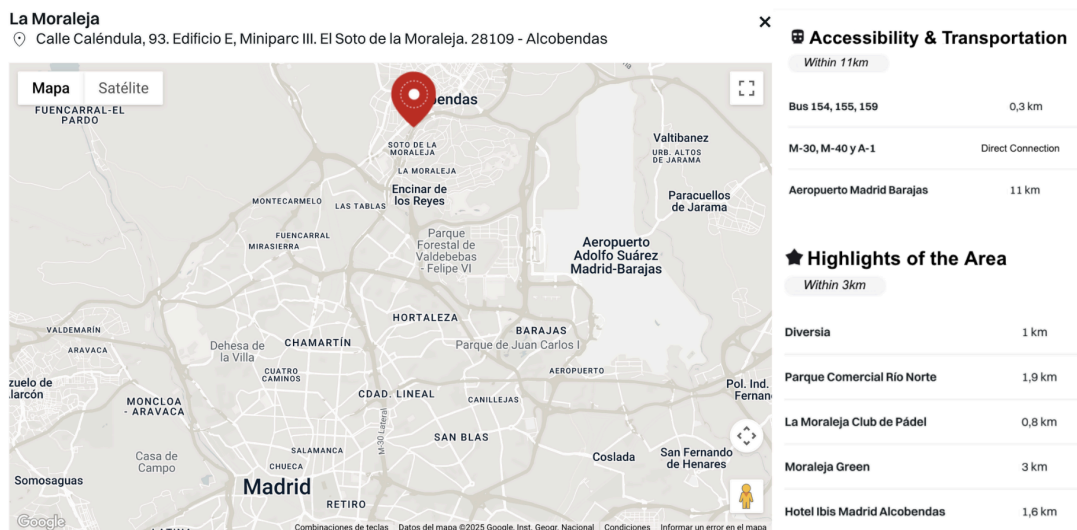 La Moraleja
Calle Caléndula, 93. Edificio E, Miniparc III. El Soto de la Moraleja. 28109 - Alcobendas
Mapa
Satélite
FUENCARRAL-EL
PARDO
endas
SOTO DE LA
MORALEJA
LA MORALEJA
Encinar de
los Reyes
MONTECARMELO
LAS TABLAS
Valtibanez
URB. ALTOS
DE JARAMA
Paracuellos
de Jarama
FUENCARRAL
MIRASIERRA
Parque
Forestal de
Valdebebas
- Felipe VI
Aeropuerto
Adolfo Suárez
Madrid-Barajas
HORTALEZA
BARAJAS
Parque de Juan Carlos I
VALDEMARÍN
ARAVACA
Dehesa de
la Villa
CHAMARTÍN
CUATRO
CAMINOS
AEROPUERTO
zuelo de
larcón
MONCLOA
- ARAVACA
CDAD. LINEAL
CANILLEJAS
Pol. Ind.
Fernan
M-30 Lateral
SAN BLAS
Casa de
Campo
SALAMANCA
CHUECA
Coslada
San Fernando
de Henares
Somosaguas
Madrid
RETIRO
LATINA
Google
Combinaciones de teclas
Datos del mapa ©2025 Google, Inst. Geogr. Nacional
Condiciones
Informar un error en el mapa
Accessibility & Transportation
Within 11km
Bus 154, 155, 159 0,3 km
M-30, M-40 y A-1 Direct Connection
Aeropuerto Madrid Barajas 11 km
Highlights of the Area
Within 3km
Diversia 1 km
Parque Comercial Río Norte 1,9 km
La Moraleja Club de Pádel 0,8 km
Moraleja Green 3 km
Hotel Ibis Madrid Alcobendas 1,6 km